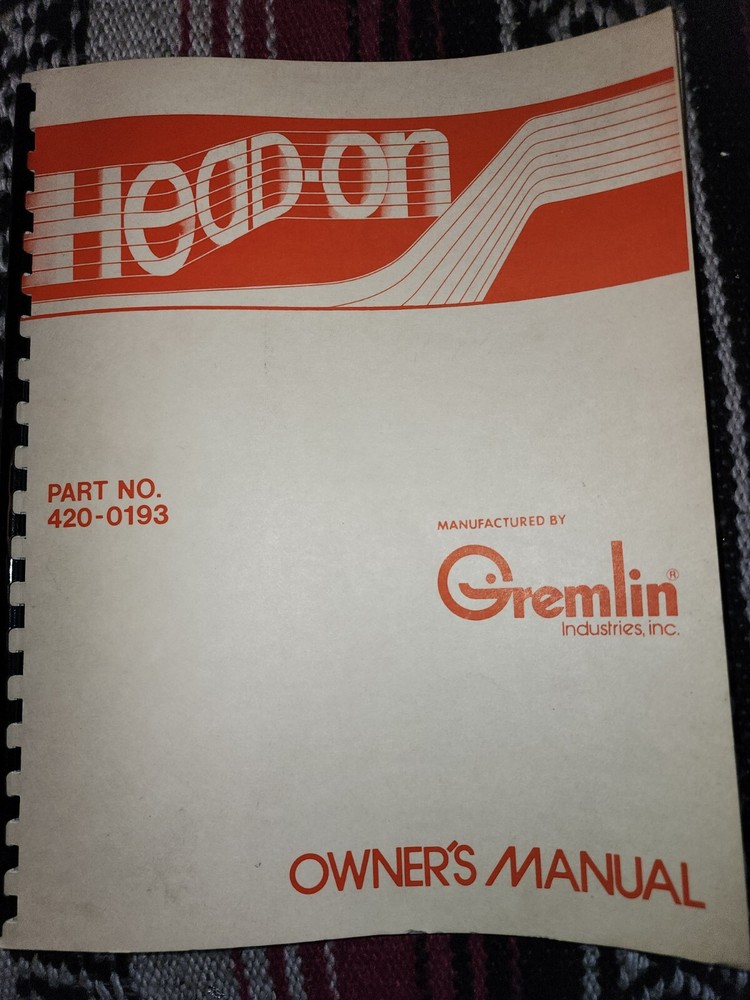 HEAD-ON
PART NO.
420-0193
MANUFACTURED BY
Gremlin®
Industries, inc.
OWNER'S MANUAL